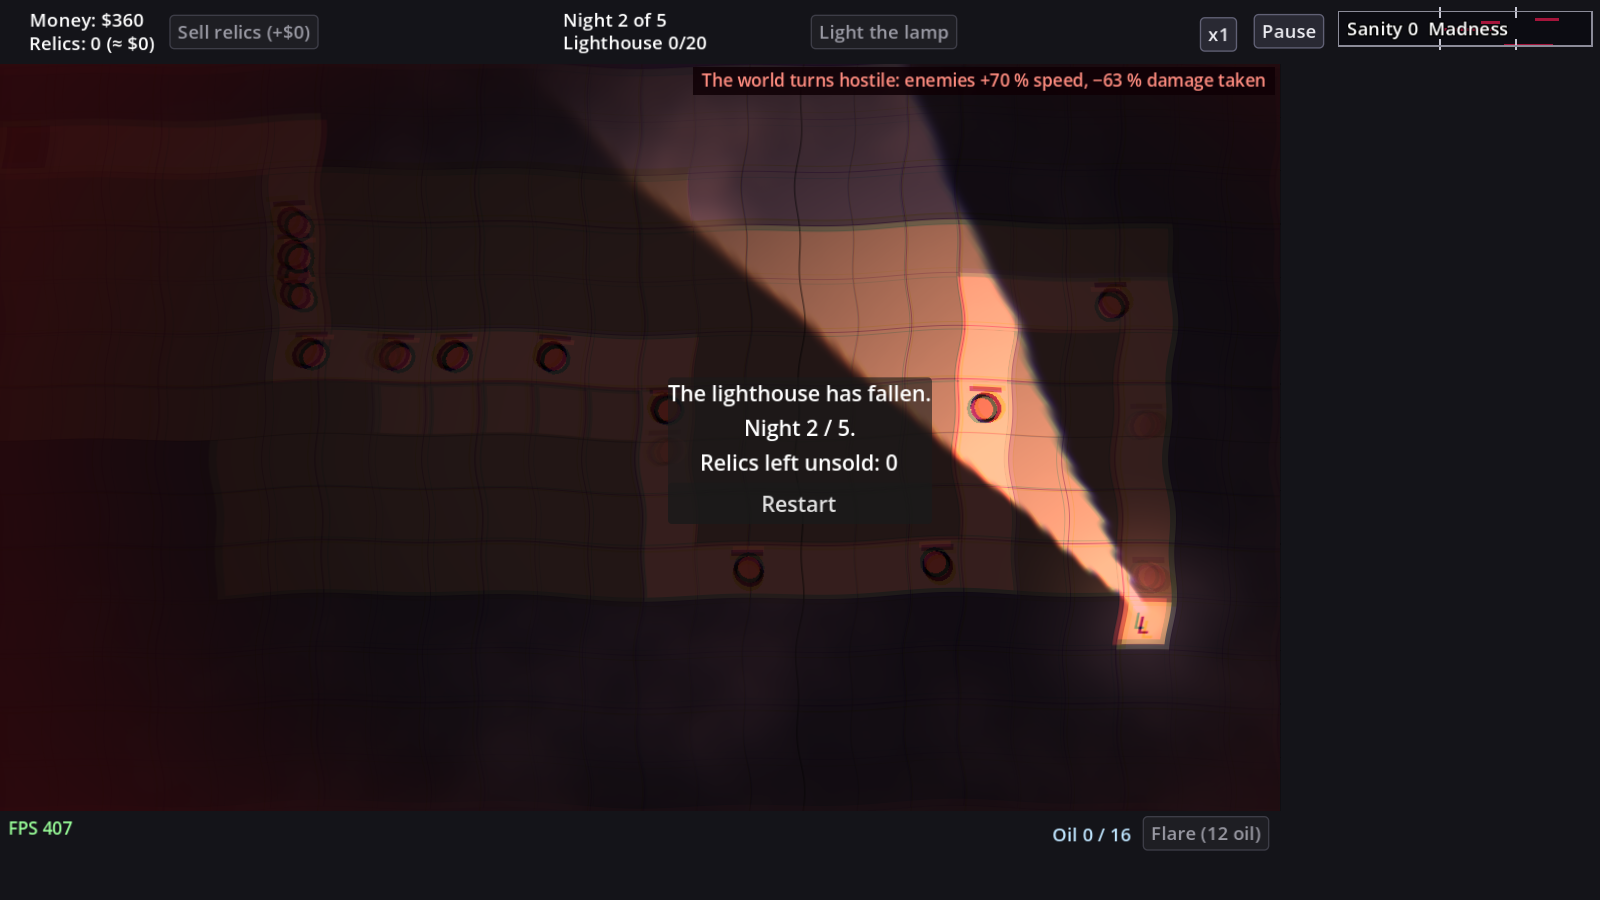 Money: $360
Relics: 0 (≈ $0)
Sell relics (+$0)
Night 2 of 5
Lighthouse 0/20
Light the lamp
x1
Pause
Sanity 0 Madness
The world turns hostile: enemies +70 % speed, −63 % damage taken
The lighthouse has fallen.
Night 2 / 5.
Relics left unsold: 0
Restart
L
FPS 407
Oil 0 / 16
Flare (12 oil)